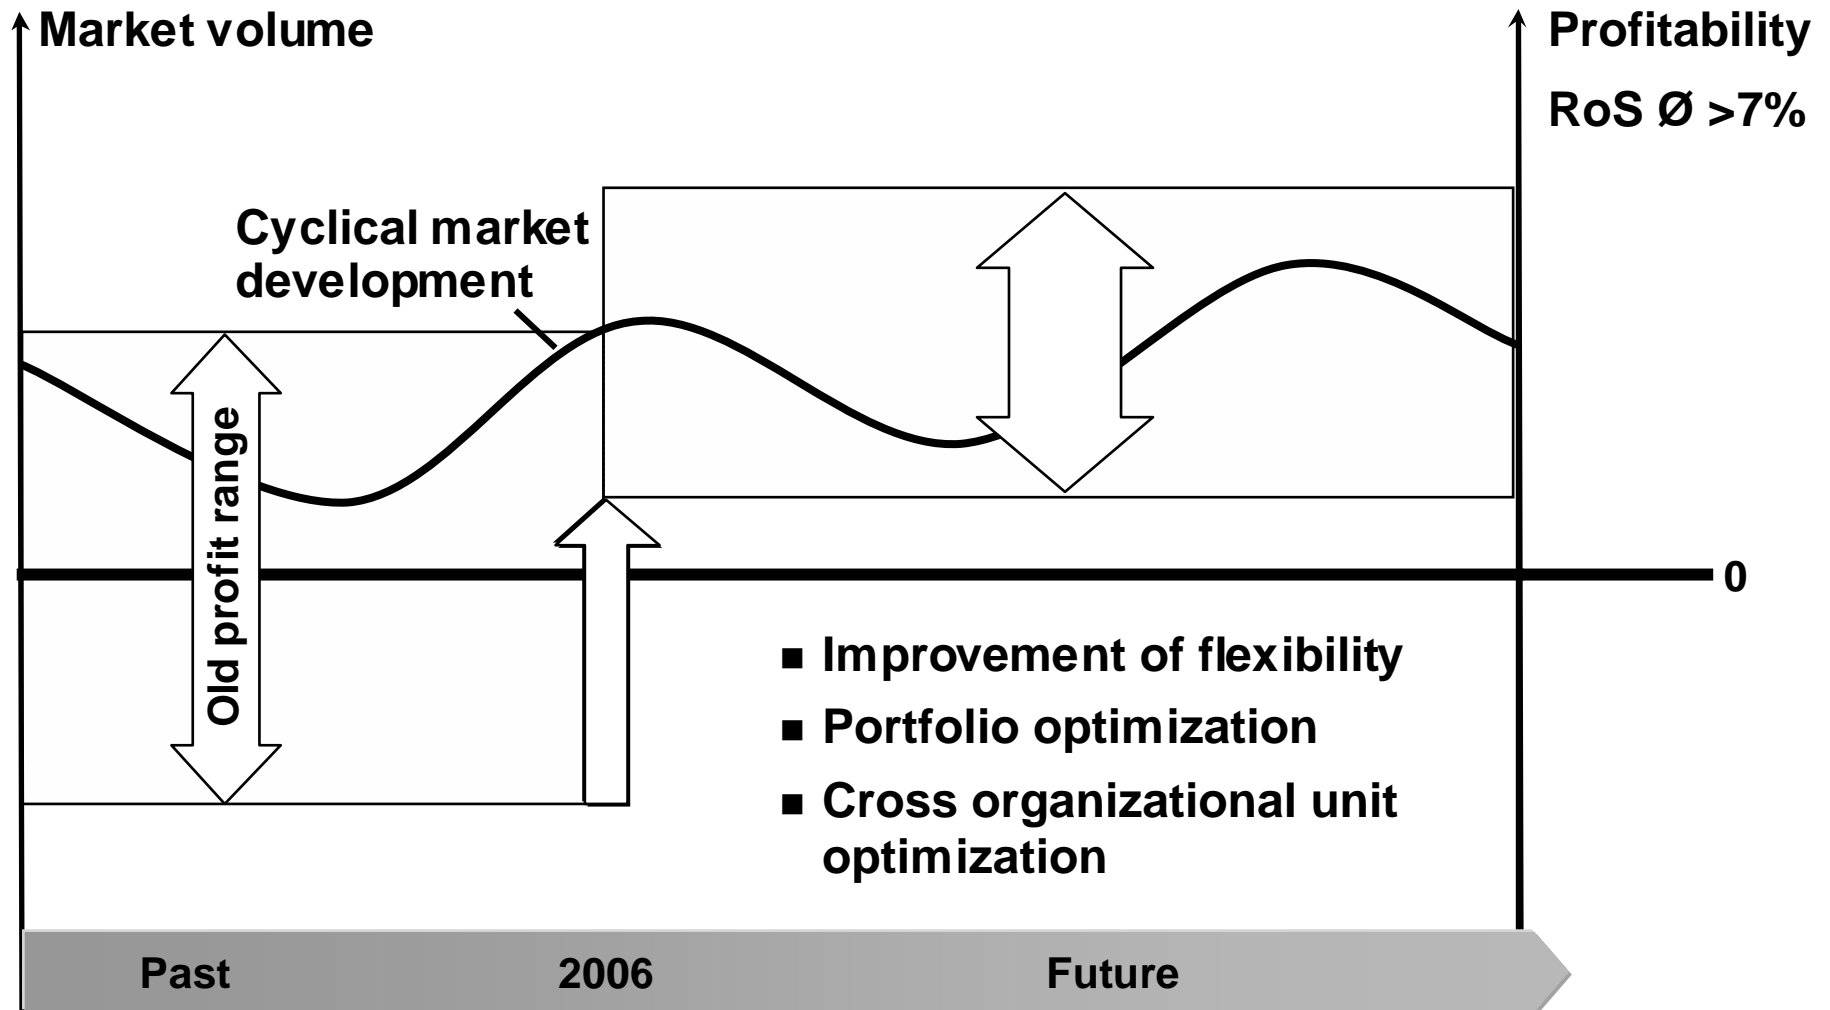 Market volume
Profitability
RoS Ø >7%
Cyclical market
development
Old profit range
0
■ Improvement of flexibility
■ Portfolio optimization
■ Cross organizational unit
optimization
Past
2006
Future